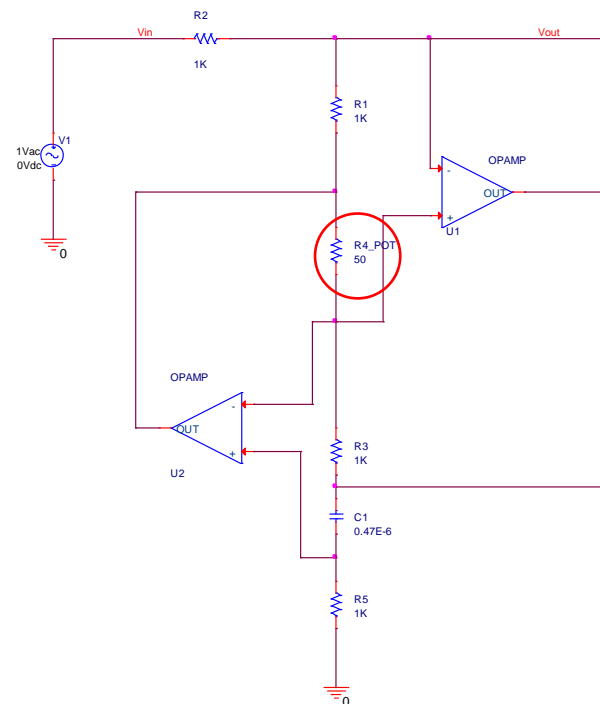 R2
Vin
Vout
1K
R1
1K
V1
1Vac
0Vdc
OPAMP
-
OUT
+
U1
0
R4_POT
50
OPAMP
-
OUT
+
U2
R3
1K
C1
0.47E-6
R5
1K
0